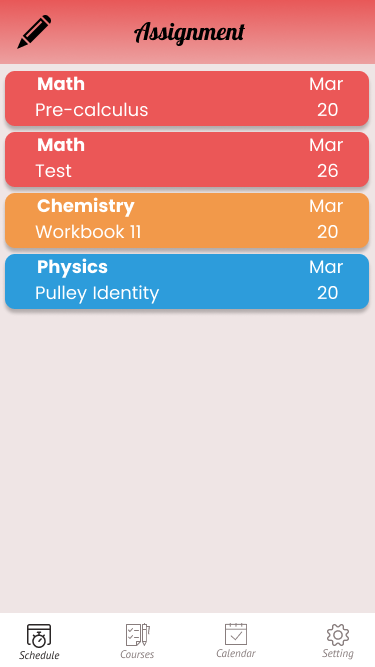 Assignment
Math Mar
Pre-calculus 20
Math Mar
Test 26
Chemistry Mar
Workbook 11 20
Physics Mar
Pulley Identity 20
Schedule Courses Calendar Setting